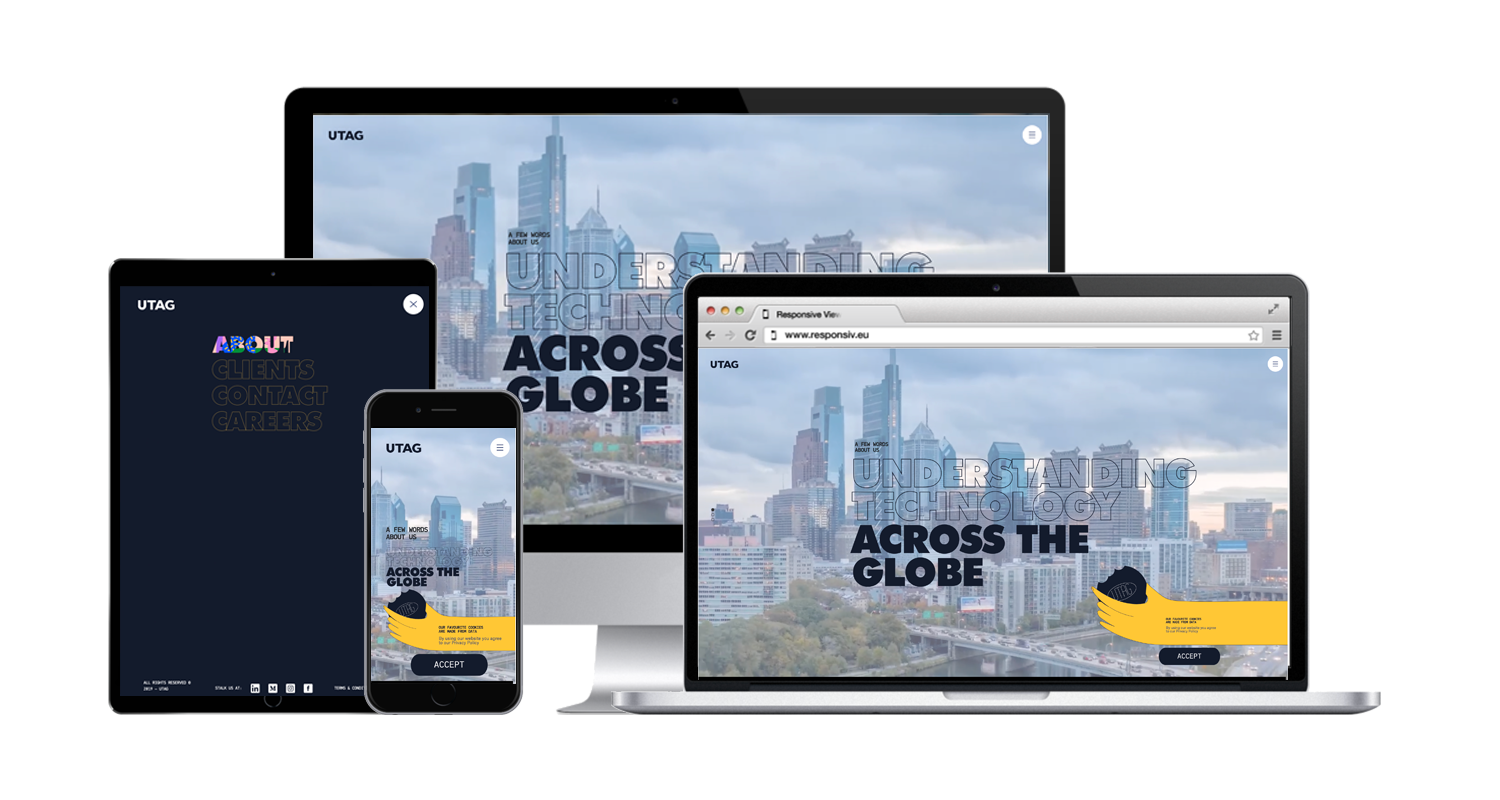 UTAG
A FEW WORDS
ABOUT US
UNDERSTANDING
ACROSS
GLOBE
UTAG
ABOUT
CLIENTS
CONTACT
CAREERS
ALL RIGHTS RESERVED ©
2019 – UTAG
STALK US AT:
in
M
f
TERMS &
UTAG
A FEW WORDS
ABOUT US
UNDERSTANDING
TECHNOLOGY
ACROSS THE
GLOBE
OUR FAVOURITE COOKIES
ARE MADE FROM DATA
By using our website you agree
to our Privacy Policy
ACCEPT
Responsive View
www.responsiv.eu
UTAG
A FEW WORDS
ABOUT US
UNDERSTANDING
TECHNOLOGY
ACROSS THE
GLOBE
OUR FAVOURITE COOKIES
ARE MADE FROM DATA
By using our website you agree
to our Privacy Policy
ACCEPT